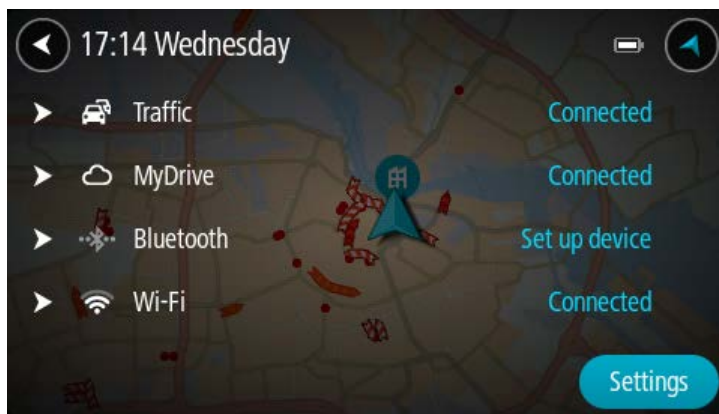 17:14 Wednesday
Traffic Connected
MyDrive Connected
Bluetooth Set up device
Wi-Fi Connected
Settings